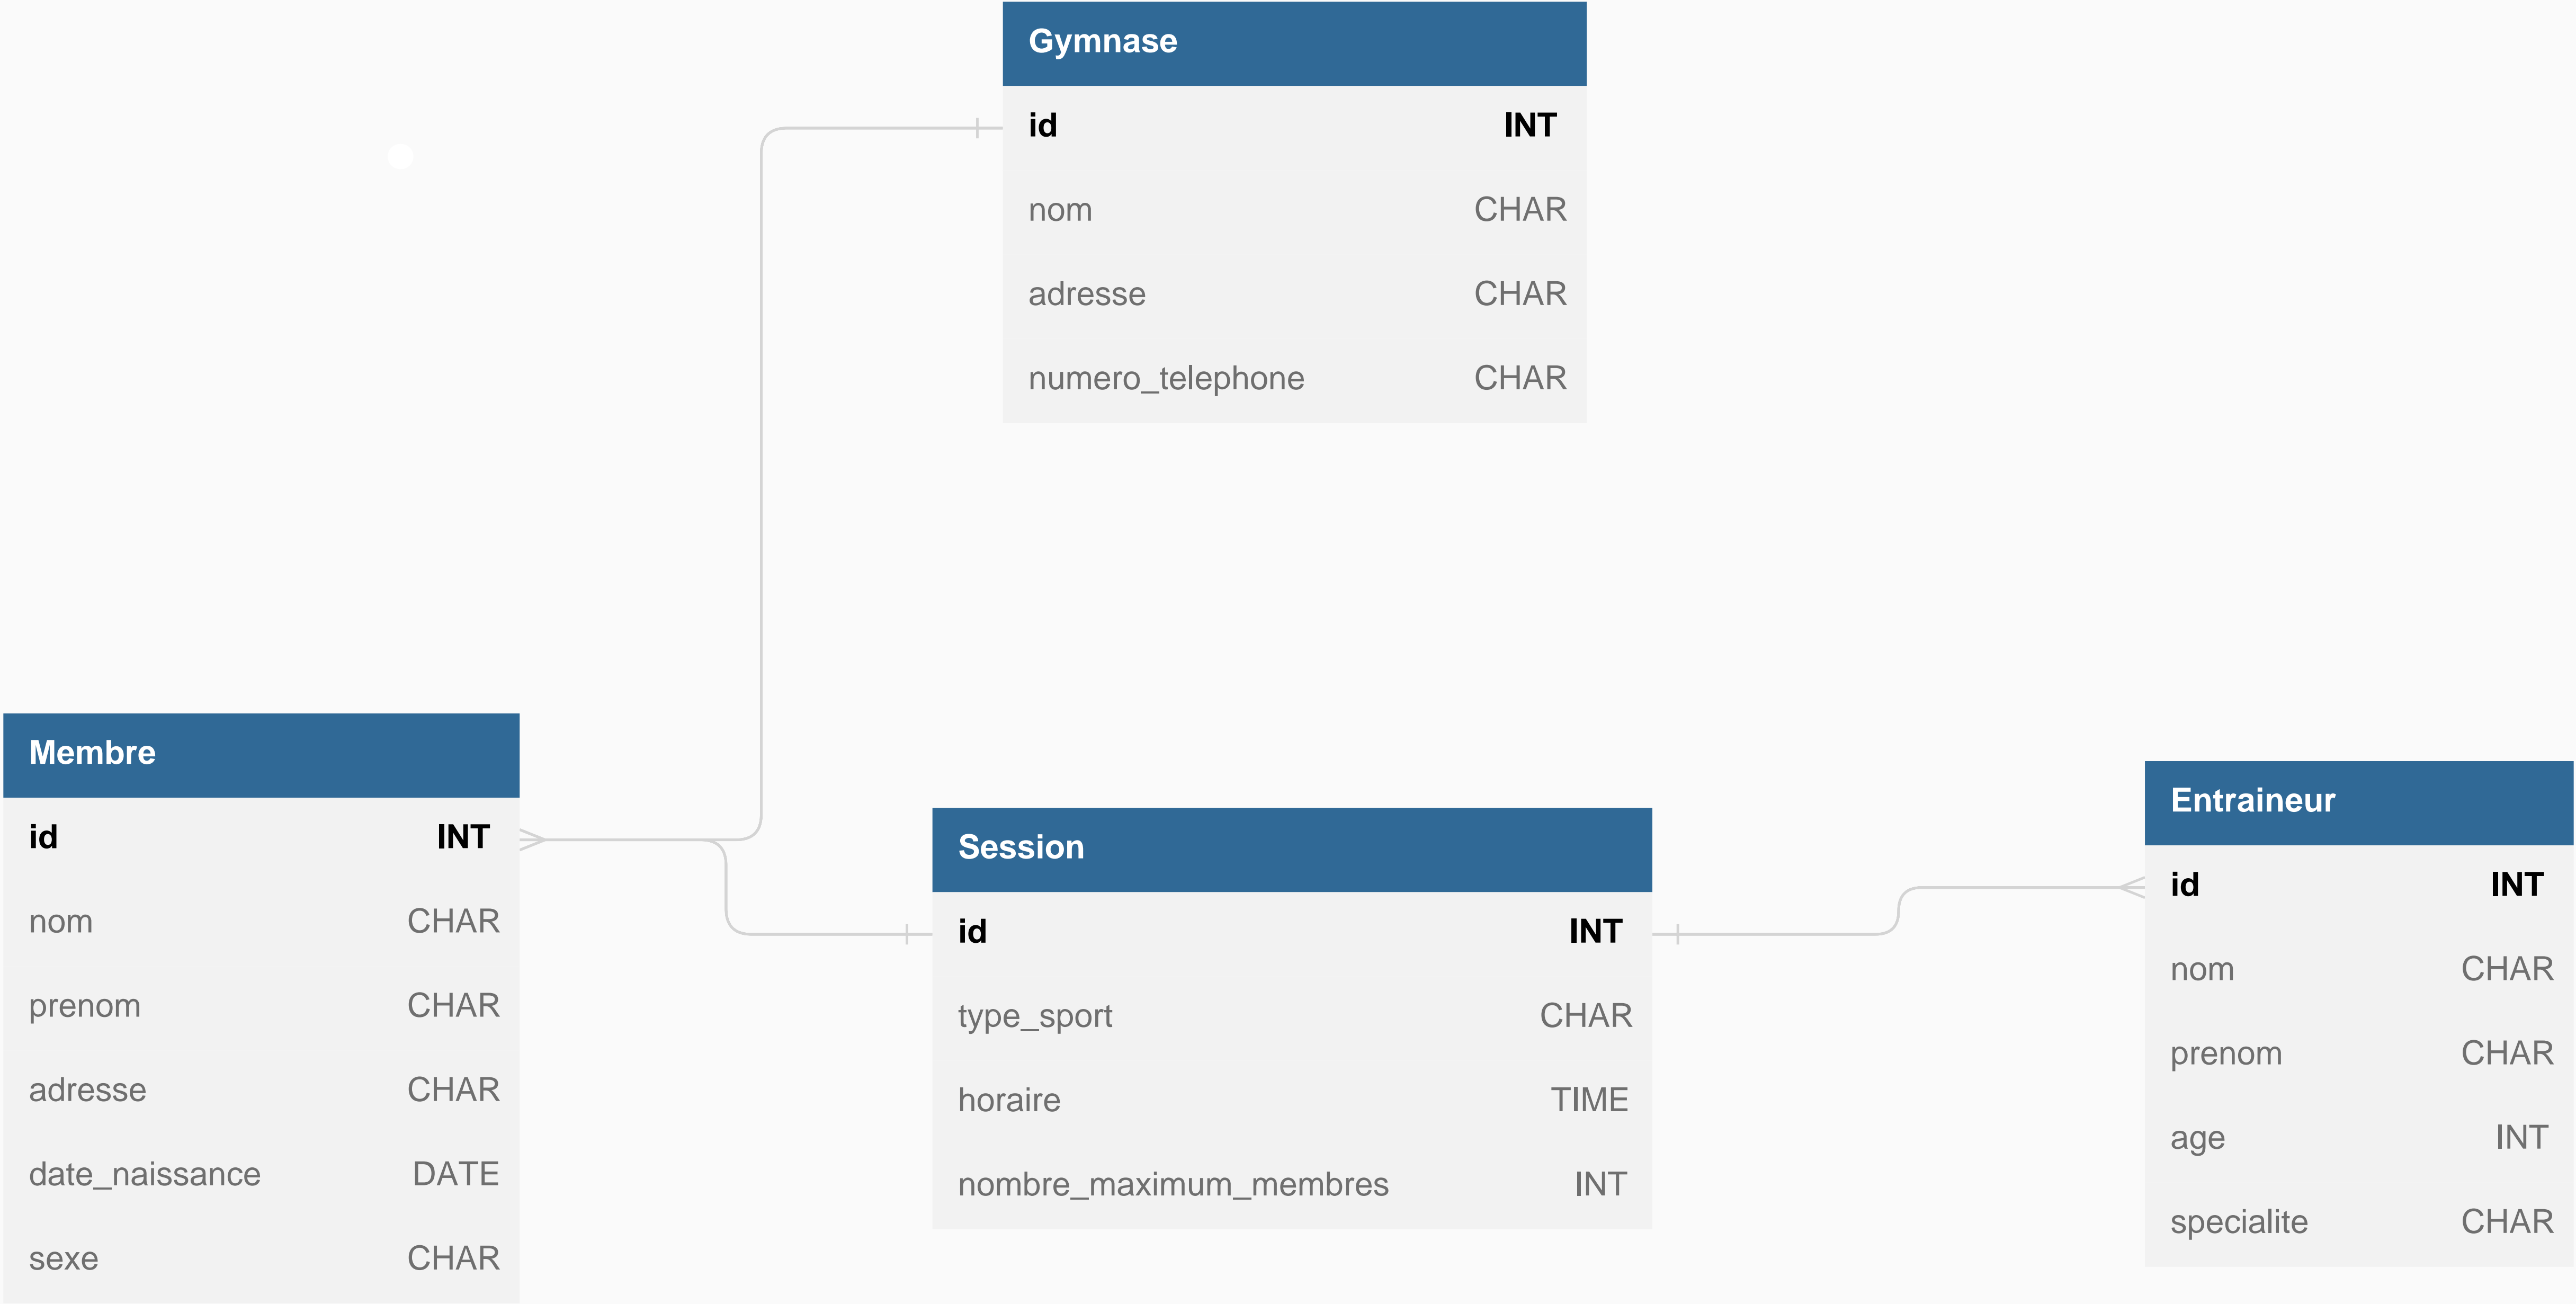 Gymnase
id INT
nom CHAR
adresse CHAR
numero_telephone CHAR
Membre
id INT
nom CHAR
prenom CHAR
adresse CHAR
date_naissance DATE
sexe CHAR
Session
id INT
type_sport CHAR
horaire TIME
nombre_maximum_membres INT
Entraineur
id INT
nom CHAR
prenom CHAR
age INT
specialite CHAR